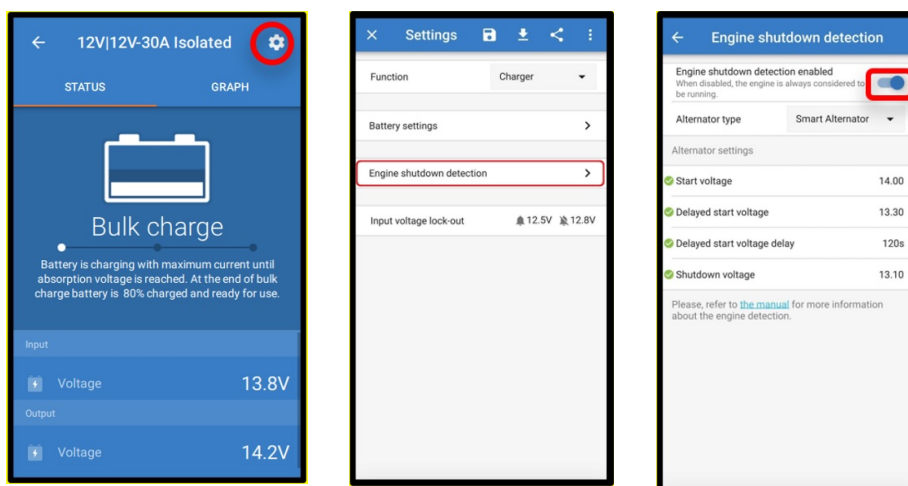 12V|12V-30A Isolated
STATUS
GRAPH
Bulk charge
Battery is charging with maximum current until
absorption voltage is reached. At the end of bulk
charge battery is 80% charged and ready for use.
Input
Voltage 13.8V
Output
Voltage 14.2V
Settings
Function Charger
Battery settings
Engine shutdown detection
Input voltage lock-out 12.5V 12.8V
Engine shutdown detection
Engine shutdown detection enabled
When disabled, the engine is always considered to
be running.
Alternator type Smart Alternator
Alternator settings
Start voltage 14.00
Delayed start voltage 13.30
Delayed start voltage delay 120s
Shutdown voltage 13.10
Please, refer to the manual for more information
about the engine detection.